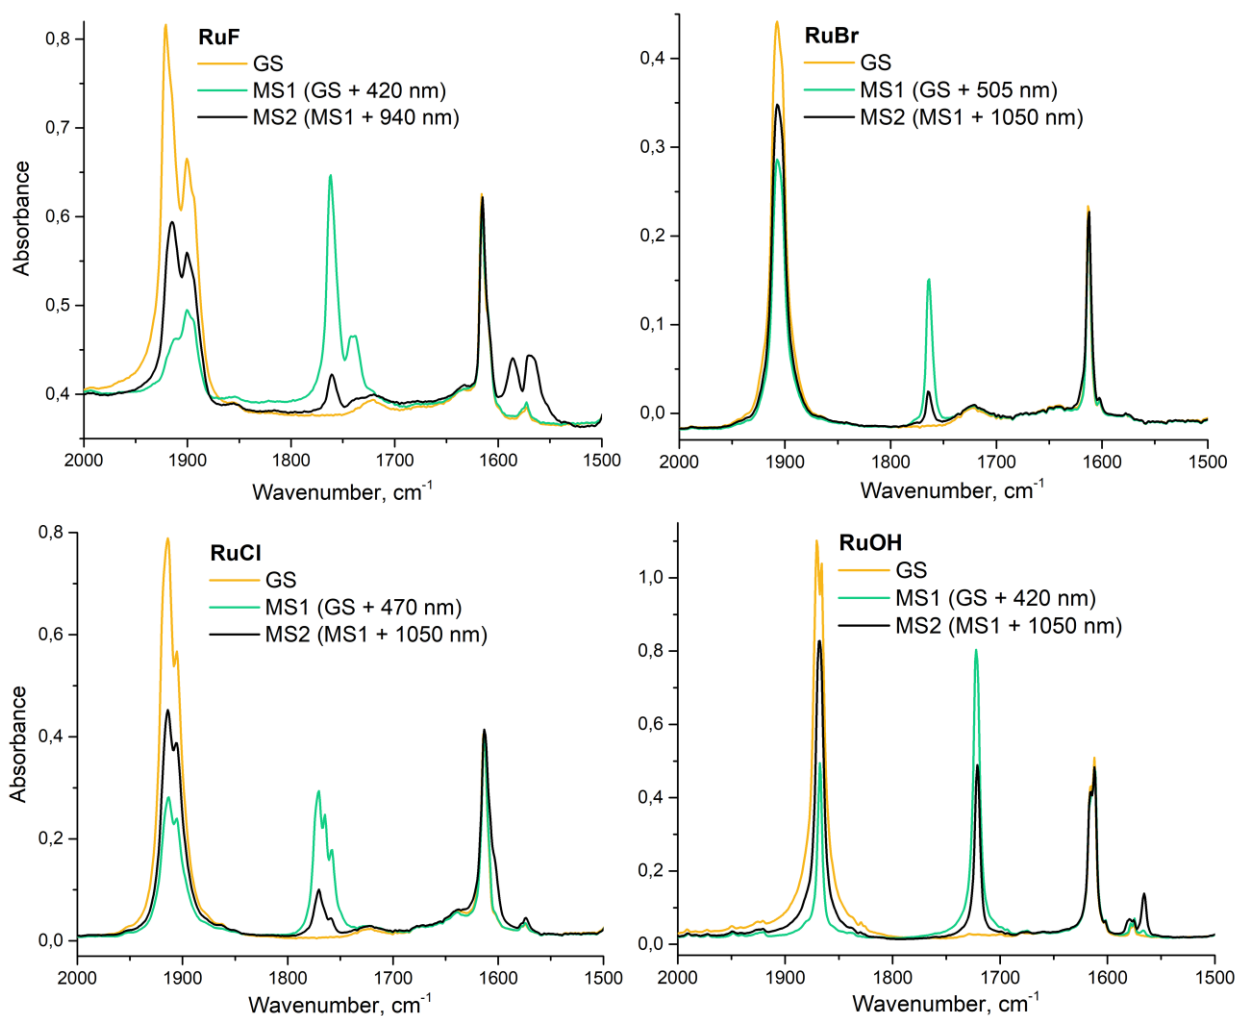 RuF
GS
MS1 (GS + 420 nm)
MS2 (MS1 + 940 nm)
0,8
0,7
0,6
0,5
0,4
Absorbance
2000 1900 1800 1700 1600 1500
Wavenumber, cm⁻¹
RuBr
GS
MS1 (GS + 505 nm)
MS2 (MS1 + 1050 nm)
0,4
0,3
0,2
0,1
0,0
2000 1900 1800 1700 1600 1500
Wavenumber, cm⁻¹
RuCl
GS
MS1 (GS + 470 nm)
MS2 (MS1 + 1050 nm)
0,8
0,6
0,4
0,2
0,0
Absorbance
2000 1900 1800 1700 1600 1500
Wavenumber, cm⁻¹
RuOH
GS
MS1 (GS + 420 nm)
MS2 (MS1 + 1050 nm)
1,0
0,8
0,6
0,4
0,2
0,0
2000 1900 1800 1700 1600 1500
Wavenumber, cm⁻¹